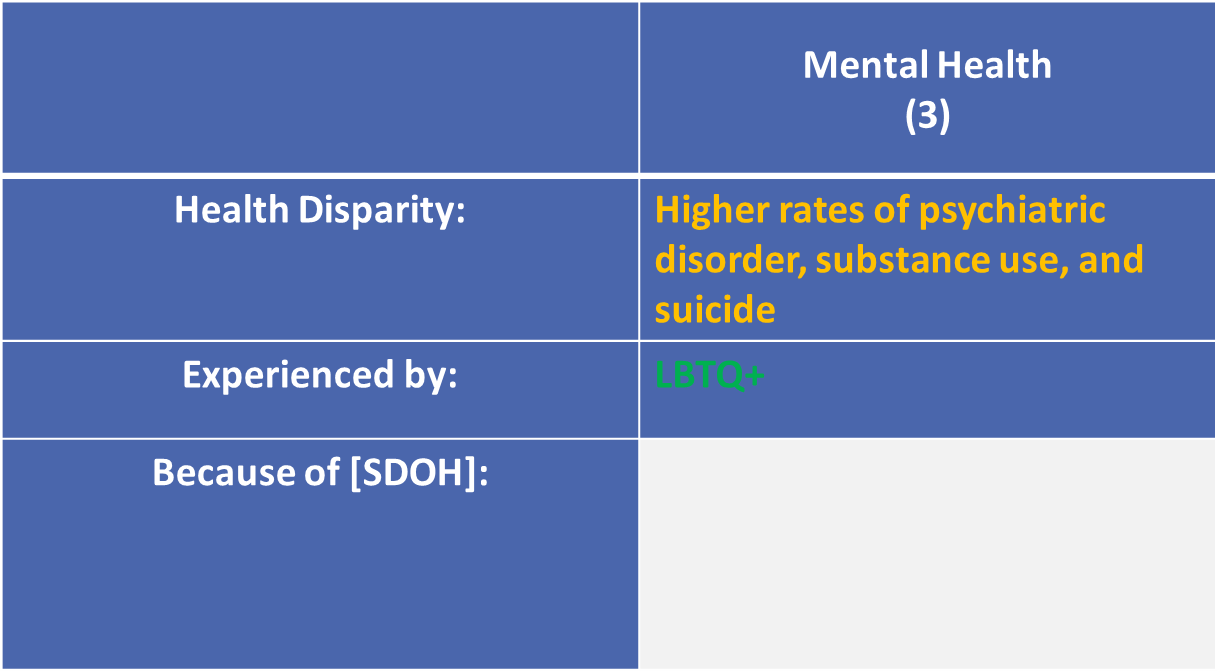 Mental Health
(3)
Health Disparity:
Higher rates of psychiatric
disorder, substance use, and
suicide
Experienced by:
LBTQ+
Because of [SDOH]: